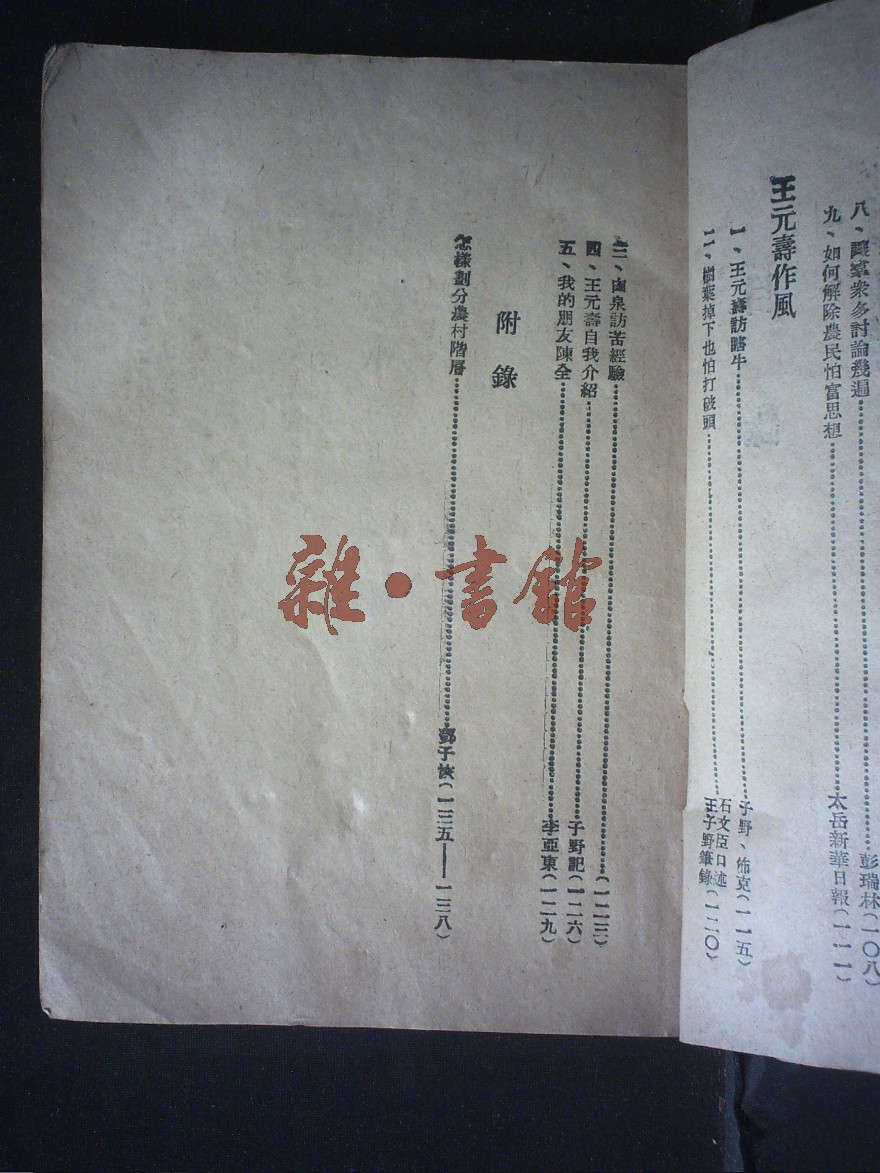 八、讓羣衆多討論幾遍……彭瑞林(一〇八)
九、如何解除農民怕富思想……太岳新華日報(一一一)
王元壽作風
一、王元壽訪瞎牛……子野、佈克(一一五)
二、樹葉掉下也怕打破頭……石文臣口述 王子野筆錄(一二〇)
三、南泉訪苦經驗……(一二三)
四、王元壽自我介紹……子野記(一二六)
五、我的朋友陳全……李亞東(一二九)
附錄
怎樣劃分農村階層……鄧子恢(一三五——一三八)
雜·書館